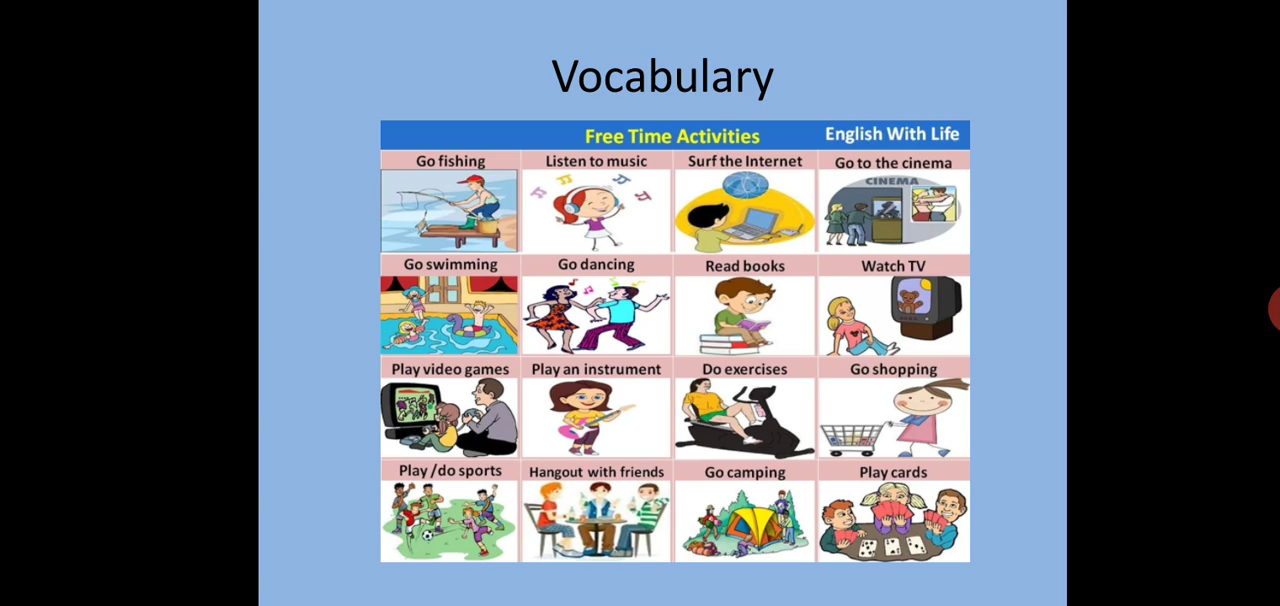 Vocabulary
Free Time Activities English With Life
Go fishing Listen to music Surf the Internet Go to the cinema
CINEMA
Go swimming Go dancing Read books Watch TV
Play video games Play an instrument Do exercises Go shopping
Play /do sports Hangout with friends Go camping Play cards